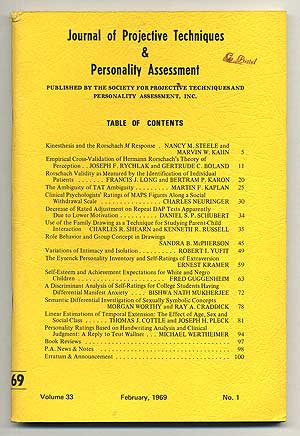 Journal of Projective Techniques
&
Personality Assessment
PUBLISHED BY THE SOCIETY FOR PROJECTIVE TECHNIQUES AND
PERSONALITY ASSESSMENT, INC.
TABLE OF CONTENTS
Kinesthesia and the Rorschach M Response . NANCY M. STEELE and
MARVIN W. KAHN 5
Empirical Cross-Validation of Hermann Rorschach's Theory of
Perception .. JOSEPH F. RYCHLAK and GERTRUDE C. BOLAND 11
Rorschach Validity as Measured by the Identification of Individual
Patients ........ FRANCIS J. LONG and BERTRAM P. KARON 20
The Ambiguity of TAT Ambiguity ....... MARTIN F. KAPLAN 25
Clinical Psychologists' Ratings of MAPS Figures Along a Social
Withdrawal Scale ............ CHARLES NEURINGER 30
Decrease of Rated Adjustment on Repeat DAP Tests Apparently
Due to Lower Motivation ........ DANIEL S. P. SCHUBERT 34
Use of the Family Drawing as a Technique for Studying Parent-Child
Interaction CHARLES R. SHEARN and KENNETH R. RUSSELL 35
Role Behavior and Group Concept in Drawings
SANDRA B. McPHERSON 45
Variations of Intimacy and Isolation ........ ROBERT I. YUFIT 49
The Eysenck Personality Inventory and Self-Ratings of Extraversion
ERNEST KRAMER 59
Self-Esteem and Achievement Expectations for White and Negro
Children ........ FRED GUGGENHEIM 63
A Discriminant Analysis of Self-Ratings for College Students Having
Differential Manifest Anxiety .... BISHWA NATH MUKHERJEE 72
Semantic Differential Investigation of Sexually Symbolic Concepts
MORGAN WORTHY and RAY A. CRADDICK 78
Linear Estimations of Temporal Extension: The Effect of Age, Sex and
Social Class ........ THOMAS J. COTTLE and JOSEPH H. PLECK 81
Personality Ratings Based on Handwriting Analysis and Clinical
Judgment: A Reply to Teut Wallner ... MICHAEL WERTHEIMER 94
Book Reviews 97
P.A. News & Notes 98
Erratum & Announcement 100
69
Volume 33 February, 1969 No. 1